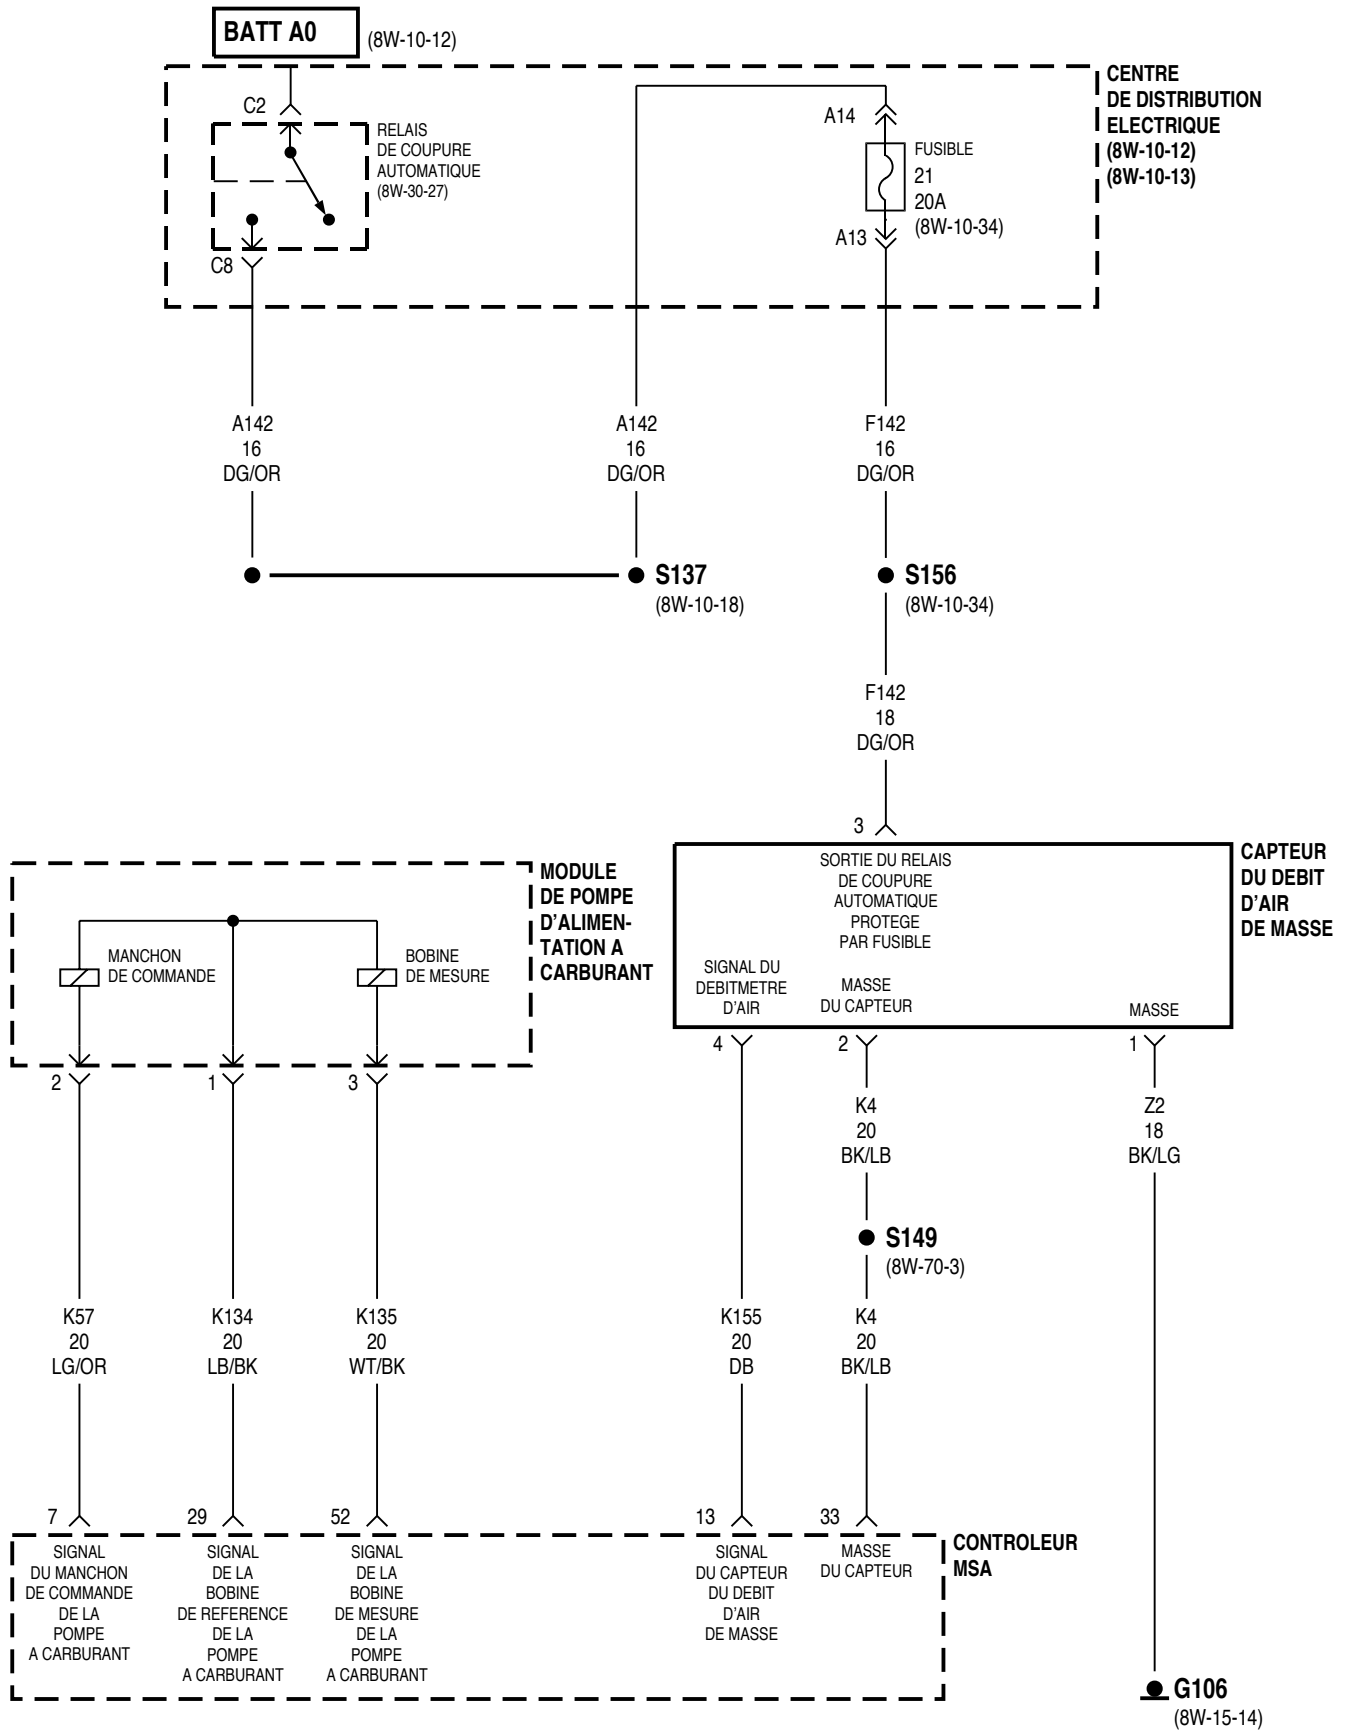 BATT A0
(8W-10-12)
CENTRE
DE DISTRIBUTION
ELECTRIQUE
(8W-10-12)
(8W-10-13)
C2
RELAIS
DE COUPURE
AUTOMATIQUE
(8W-30-27)
C8
A14
FUSIBLE
21
20A
(8W-10-34)
A13
A142
16
DG/OR
A142
16
DG/OR
F142
16
DG/OR
S137
(8W-10-18)
S156
(8W-10-34)
F142
18
DG/OR
3
MODULE
DE POMPE
D'ALIMEN-
TATION A
CARBURANT
MANCHON
DE COMMANDE
BOBINE
DE MESURE
2
1
3
CAPTEUR
DU DEBIT
D'AIR
DE MASSE
SORTIE DU RELAIS
DE COUPURE
AUTOMATIQUE
PROTEGE
PAR FUSIBLE
SIGNAL DU
DEBITMETRE
D'AIR
MASSE
DU CAPTEUR
MASSE
4
2
1
K4
20
BK/LB
Z2
18
BK/LG
S149
(8W-70-3)
K57
20
LG/OR
K134
20
LB/BK
K135
20
WT/BK
K155
20
DB
K4
20
BK/LB
7
29
52
13
33
CONTROLEUR
MSA
SIGNAL
DU MANCHON
DE COMMANDE
DE LA
POMPE
A CARBURANT
SIGNAL
DE LA
BOBINE
DE REFERENCE
DE LA
POMPE
A CARBURANT
SIGNAL
DE LA
BOBINE
DE MESURE
DE LA
POMPE
A CARBURANT
SIGNAL
DU CAPTEUR
DU DEBIT
D'AIR
DE MASSE
MASSE
DU CAPTEUR
G106
(8W-15-14)